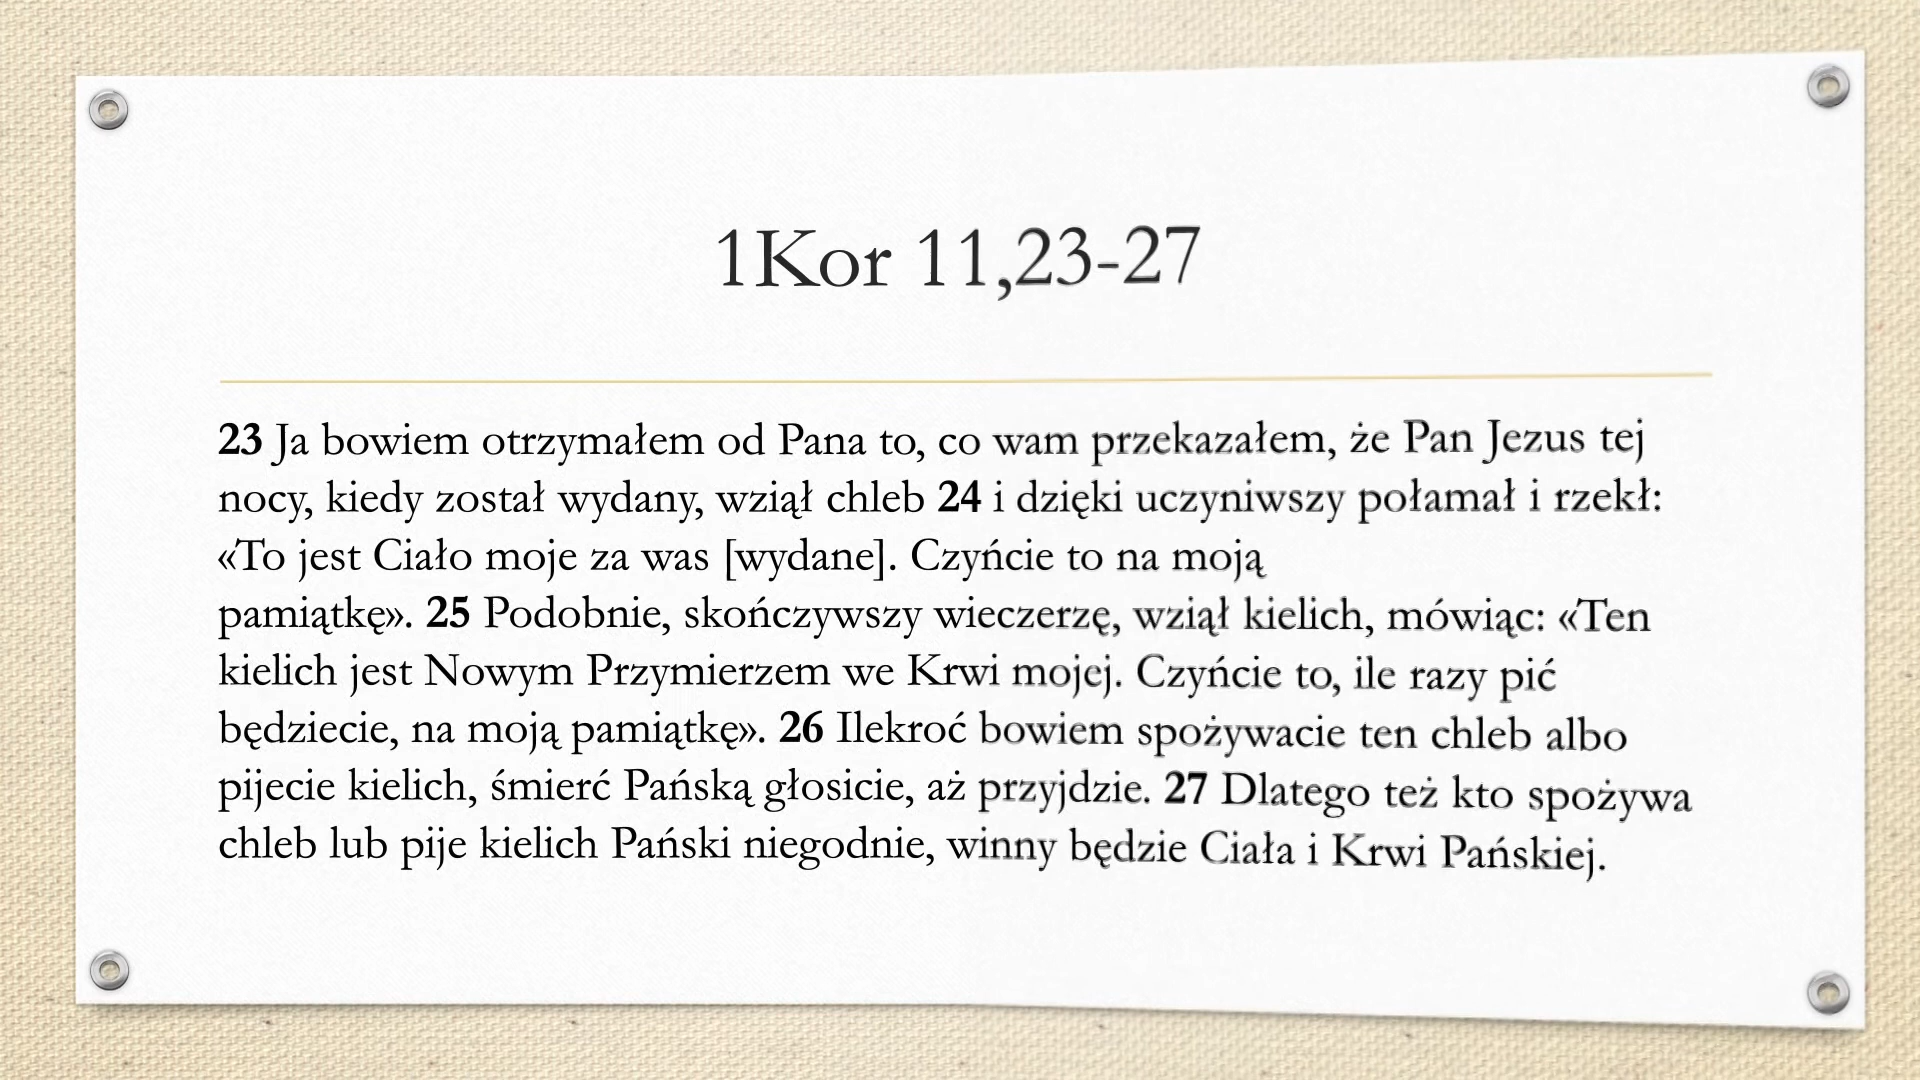 1Kor 11,23-27
23 Ja bowiem otrzymałem od Pana to, co wam przekazałem, że Pan Jezus tej
nocy, kiedy został wydany, wziął chleb 24 i dzięki uczyniwszy połamał i rzekł:
«To jest Ciało moje za was [wydane]. Czyńcie to na moją
pamiątkę». 25 Podobnie, skończywszy wieczerzę, wziął kielich, mówiąc: «Ten
kielich jest Nowym Przymierzem we Krwi mojej. Czyńcie to, ile razy pić
będziecie, na moją pamiątkę». 26 Ilekroć bowiem spożywacie ten chleb albo
pijecie kielich, śmierć Pańską głosicie, aż przyjdzie. 27 Dlatego też kto spożywa
chleb lub pije kielich Pański niegodnie, winny będzie Ciała i Krwi Pańskiej.